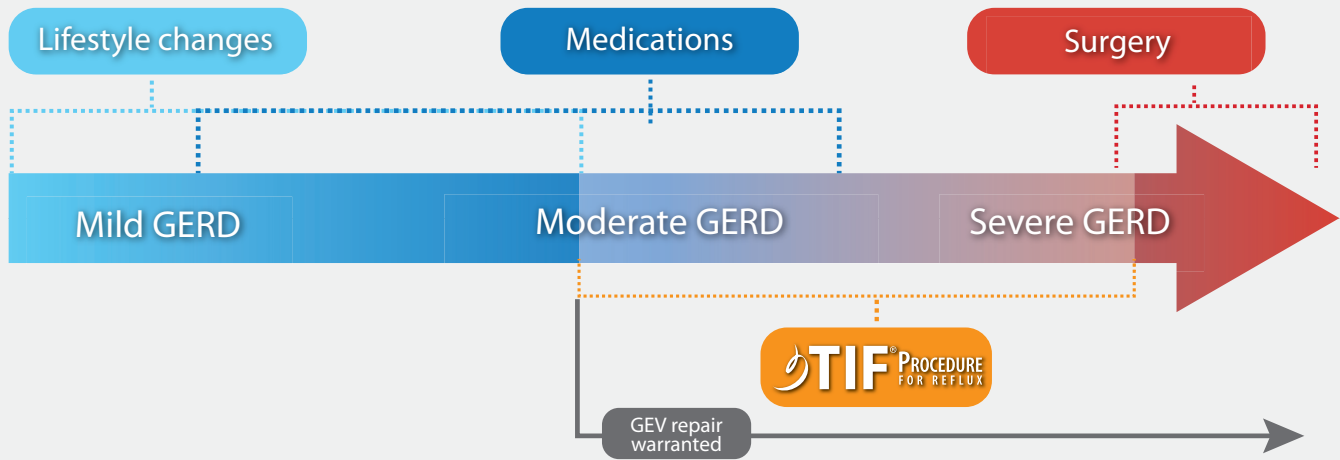 Lifestyle changes
Medications
Surgery
Mild GERD
Moderate GERD
Severe GERD
TIF® PROCEDURE
FOR REFLUX
GEV repair
warranted